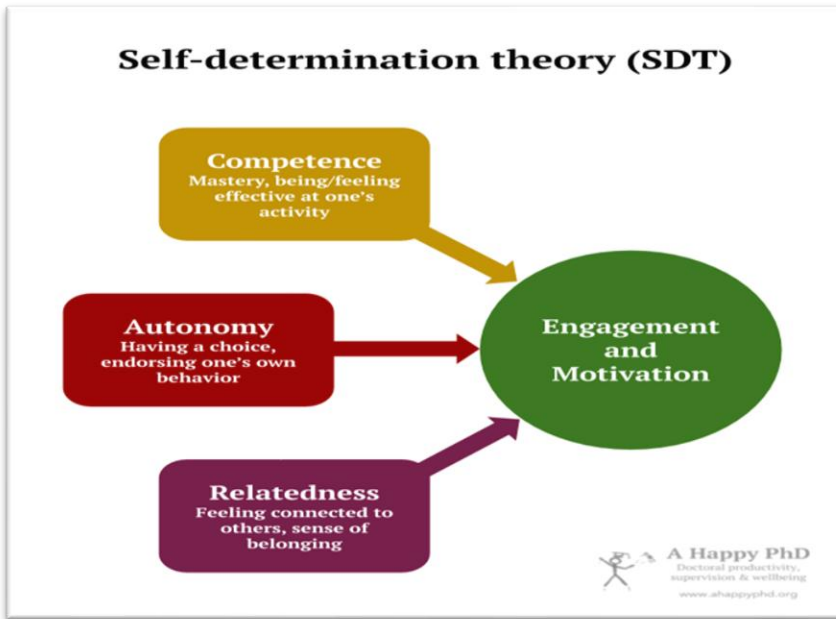 Self-determination theory (SDT)
Competence
Mastery, being/feeling
effective at one's
activity
Autonomy
Having a choice,
endorsing one's own
behavior
Engagement
and
Motivation
Relatedness
Feeling connected to
others, sense of
belonging
A Happy PhD
Doctoral productivity,
supervision & wellbeing
www.ahappyphd.org